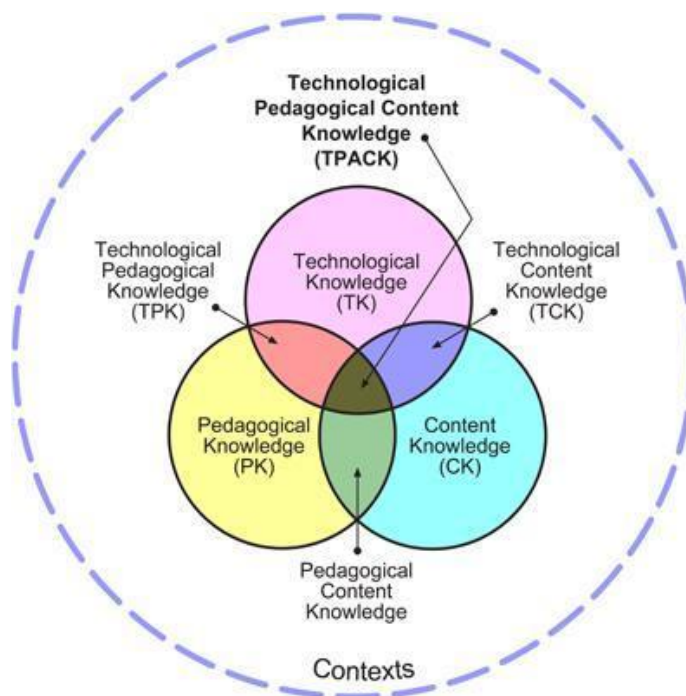 Technological
Pedagogical Content
Knowledge
(TPACK)
Technological
Pedagogical
Knowledge
(TPK)
Technological
Knowledge
(TK)
Technological
Content
Knowledge
(TCK)
Pedagogical
Knowledge
(PK)
Content
Knowledge
(CK)
Pedagogical
Content
Knowledge
Contexts